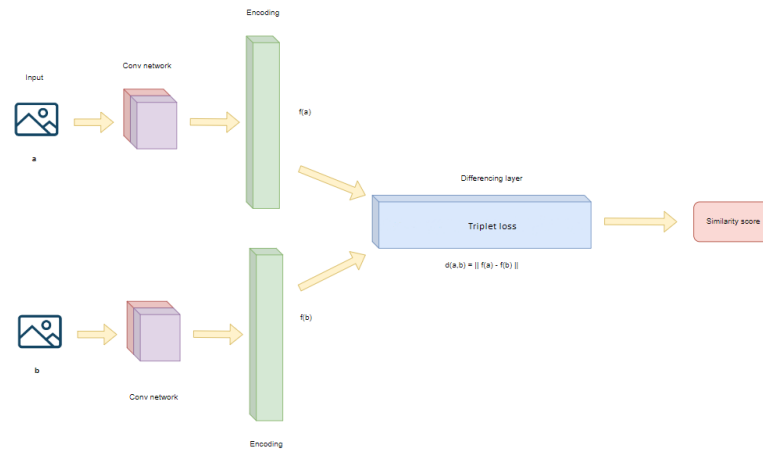 Encoding
Conv network
Input
f(a)
a
Differencing layer
Triplet loss
Similarity score
d(a,b) = || f(a) - f(b) ||
f(b)
b
Conv network
Encoding